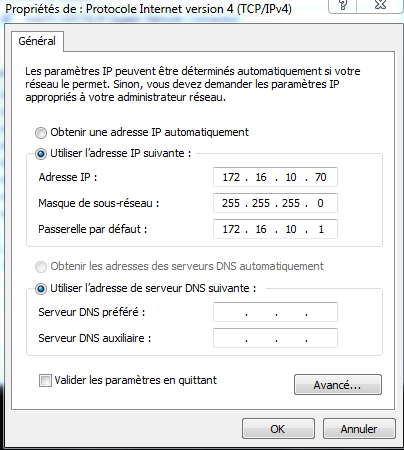 Propriétés de : Protocole Internet version 4 (TCP/IPv4)
Général
Les paramètres IP peuvent être déterminés automatiquement si votre
réseau le permet. Sinon, vous devez demander les paramètres IP
appropriés à votre administrateur réseau.
Obtenir une adresse IP automatiquement
Utiliser l'adresse IP suivante :
Adresse IP : 172 . 16 . 10 . 70
Masque de sous-réseau : 255 . 255 . 255 . 0
Passerelle par défaut : 172 . 16 . 10 . 1
Obtenir les adresses des serveurs DNS automatiquement
Utiliser l'adresse de serveur DNS suivante :
Serveur DNS préféré : . . .
Serveur DNS auxiliaire : . . .
Valider les paramètres en quittant
Avancé...
OK Annuler